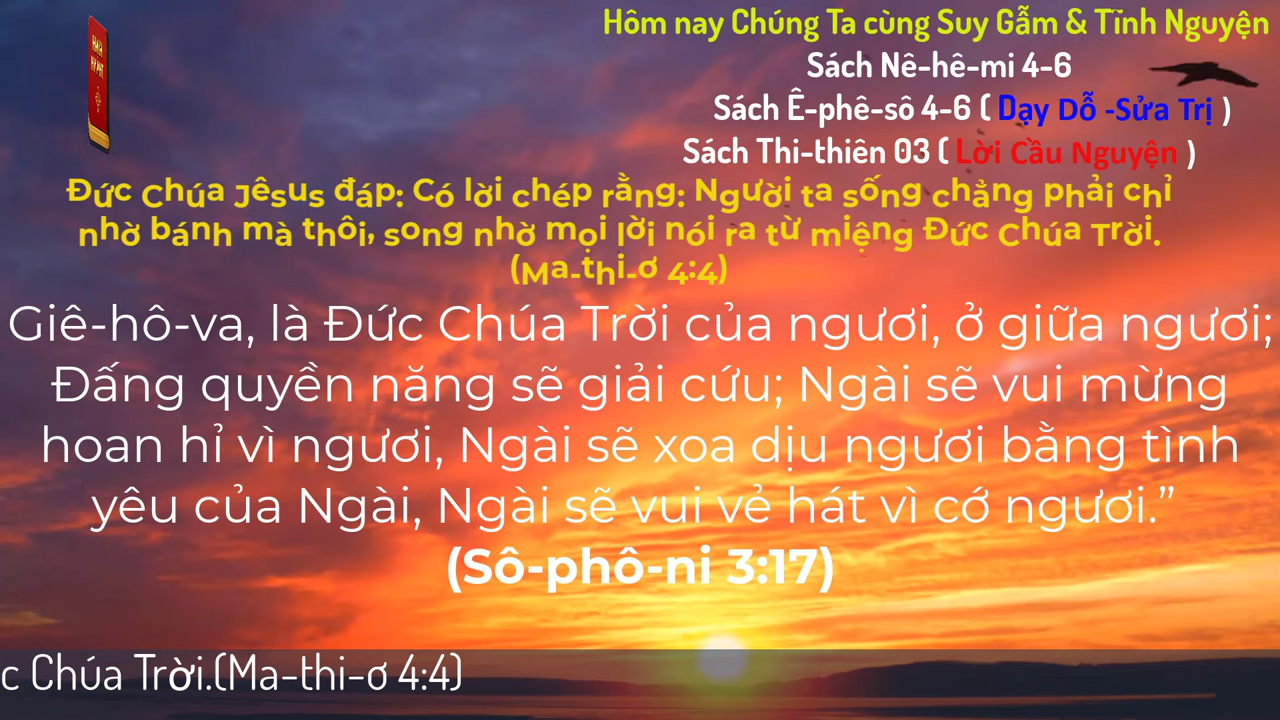 Hôm nay Chúng Ta cùng Suy Gẫm & Tĩnh Nguyện
Sách Nê-hê-mi 4-6
Sách Ê-phê-sô 4-6 ( Dạy Dỗ -Sửa Trị )
Sách Thi-thiên 03 ( Lời Cầu Nguyện )
Đức Chúa Jêsus đáp: Có lời chép rằng: Người ta sống chẳng phải chỉ
nhờ bánh mà thôi, song nhờ mọi lời nói ra từ miệng Đức Chúa Trời.
(Ma-thi-ơ 4:4)
Giê-hô-va, là Đức Chúa Trời của ngươi, ở giữa ngươi;
Đấng quyền năng sẽ giải cứu; Ngài sẽ vui mừng
hoan hỉ vì ngươi, Ngài sẽ xoa dịu ngươi bằng tình
yêu của Ngài, Ngài sẽ vui vẻ hát vì cớ ngươi.”
(Sô-phô-ni 3:17)
c Chúa Trời.(Ma-thi-ơ 4:4)